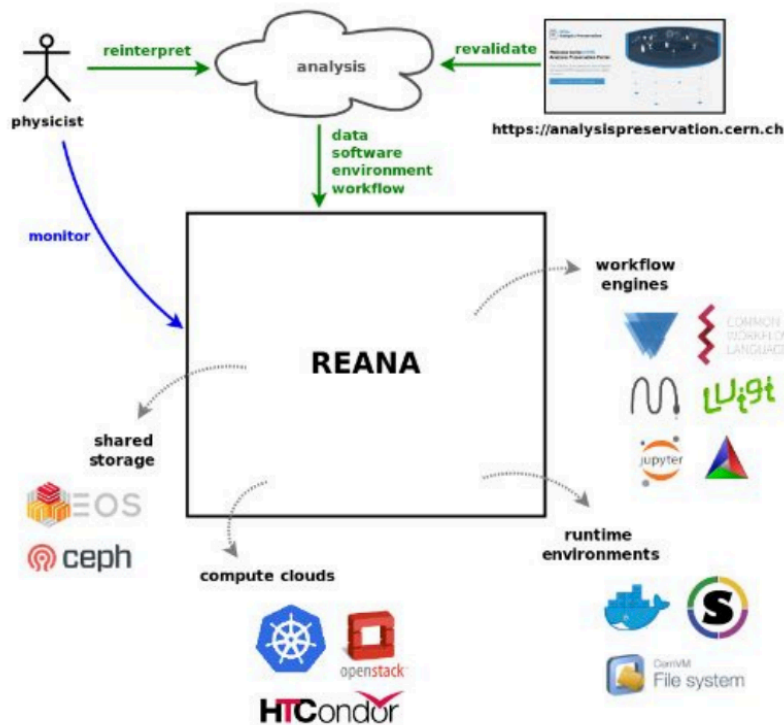 reinterpret
analysis
revalidate
physicist
https://analysispreservation.cern.ch
data
software
environment
workflow
monitor
workflow
engines
COMMON
WORKFLOW
LANGUAGE
REANA
Luigi
jupyter
shared
storage
EOS
ceph
runtime
environments
compute clouds
S
openstack
CernVM
File system
HTCondor